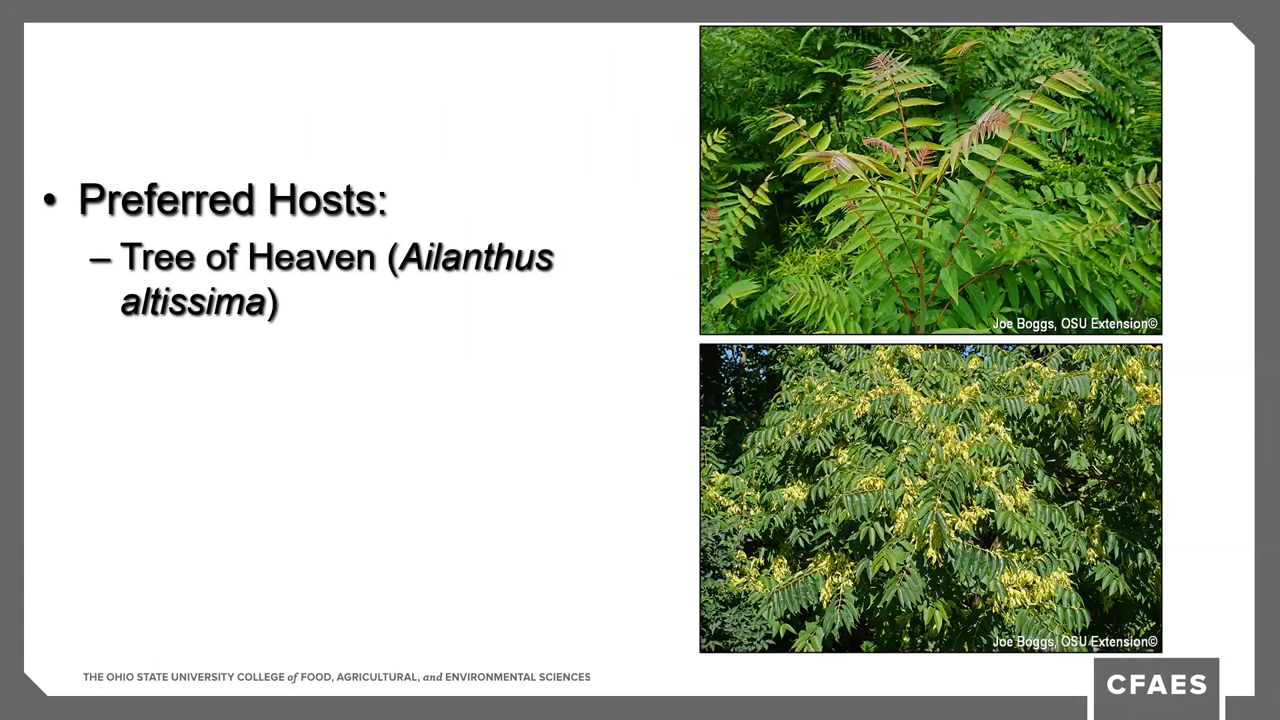 • Preferred Hosts:
– Tree of Heaven (Ailanthus
altissima)
Joe Boggs, OSU Extension©
Joe Boggs, OSU Extension©
THE OHIO STATE UNIVERSITY COLLEGE of FOOD, AGRICULTURAL, and ENVIRONMENTAL SCIENCES
CFAES